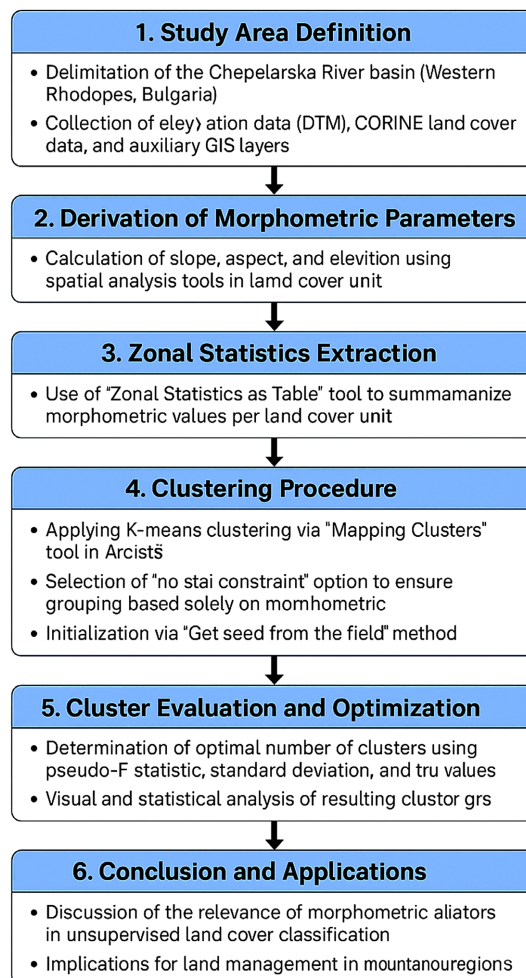 1. Study Area Definition
• Delimitation of the Chepelarska River basin (Western
Rhodopes, Bulgaria)
• Collection of eley› ation data (DTM), CORINE land cover
data, and auxiliary GIS layers
2. Derivation of Morphometric Parameters
• Calculation of slope, aspect, and elevition using
spatial analysis tools in lamd cover unit
3. Zonal Statistics Extraction
• Use of "Zonal Statistics as Table" tool to summamanize
morphometric values per land cover unit
4. Clustering Procedure
• Applying K-means clustering via "Mapping Clusters"
tool in Arcists̈
• Selection of "no stai constraint" option to ensure
grouping based solely on mornhometric
• Initialization via "Get seed from the field" method
5. Cluster Evaluation and Optimization
• Determination of optimal number of clusters using
pseudo-F statistic, standard deviation, and tru values
• Visual and statistical analysis of resulting clustor grs
6. Conclusion and Applications
• Discussion of the relevance of morphometric aliators
in unsupervised land cover classification
• Implications for land management in mountanouregions